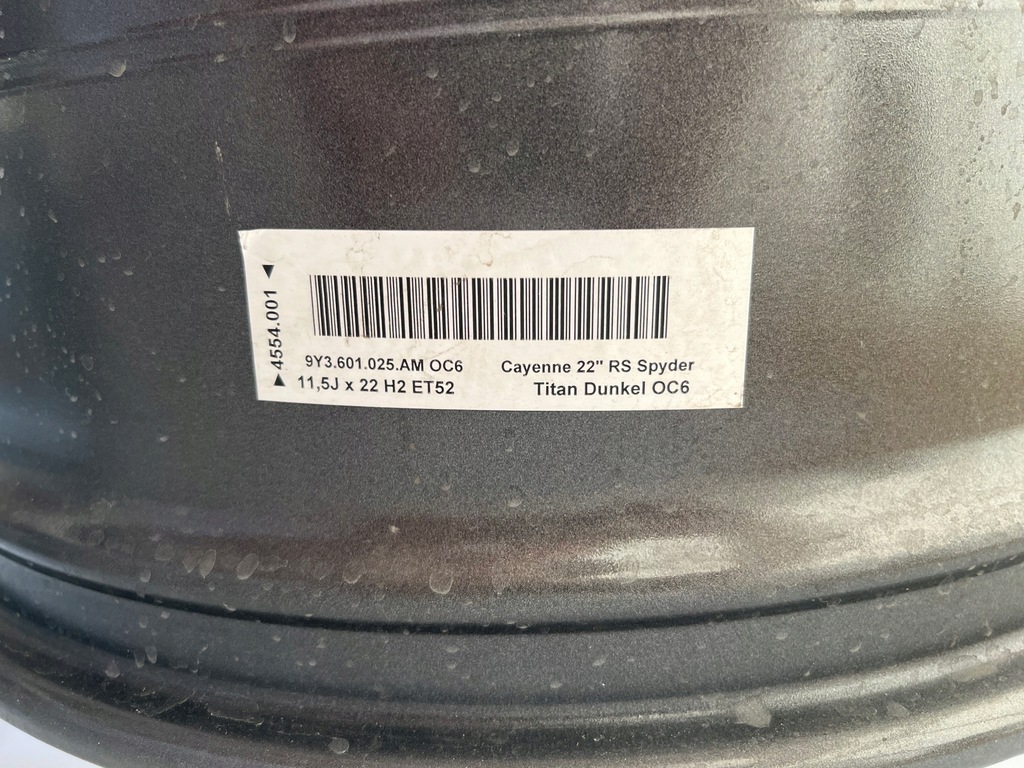 ◄ 4554.001 ►
9Y3.601.025.AM OC6
Cayenne 22" RS Spyder
11,5J x 22 H2 ET52
Titan Dunkel OC6